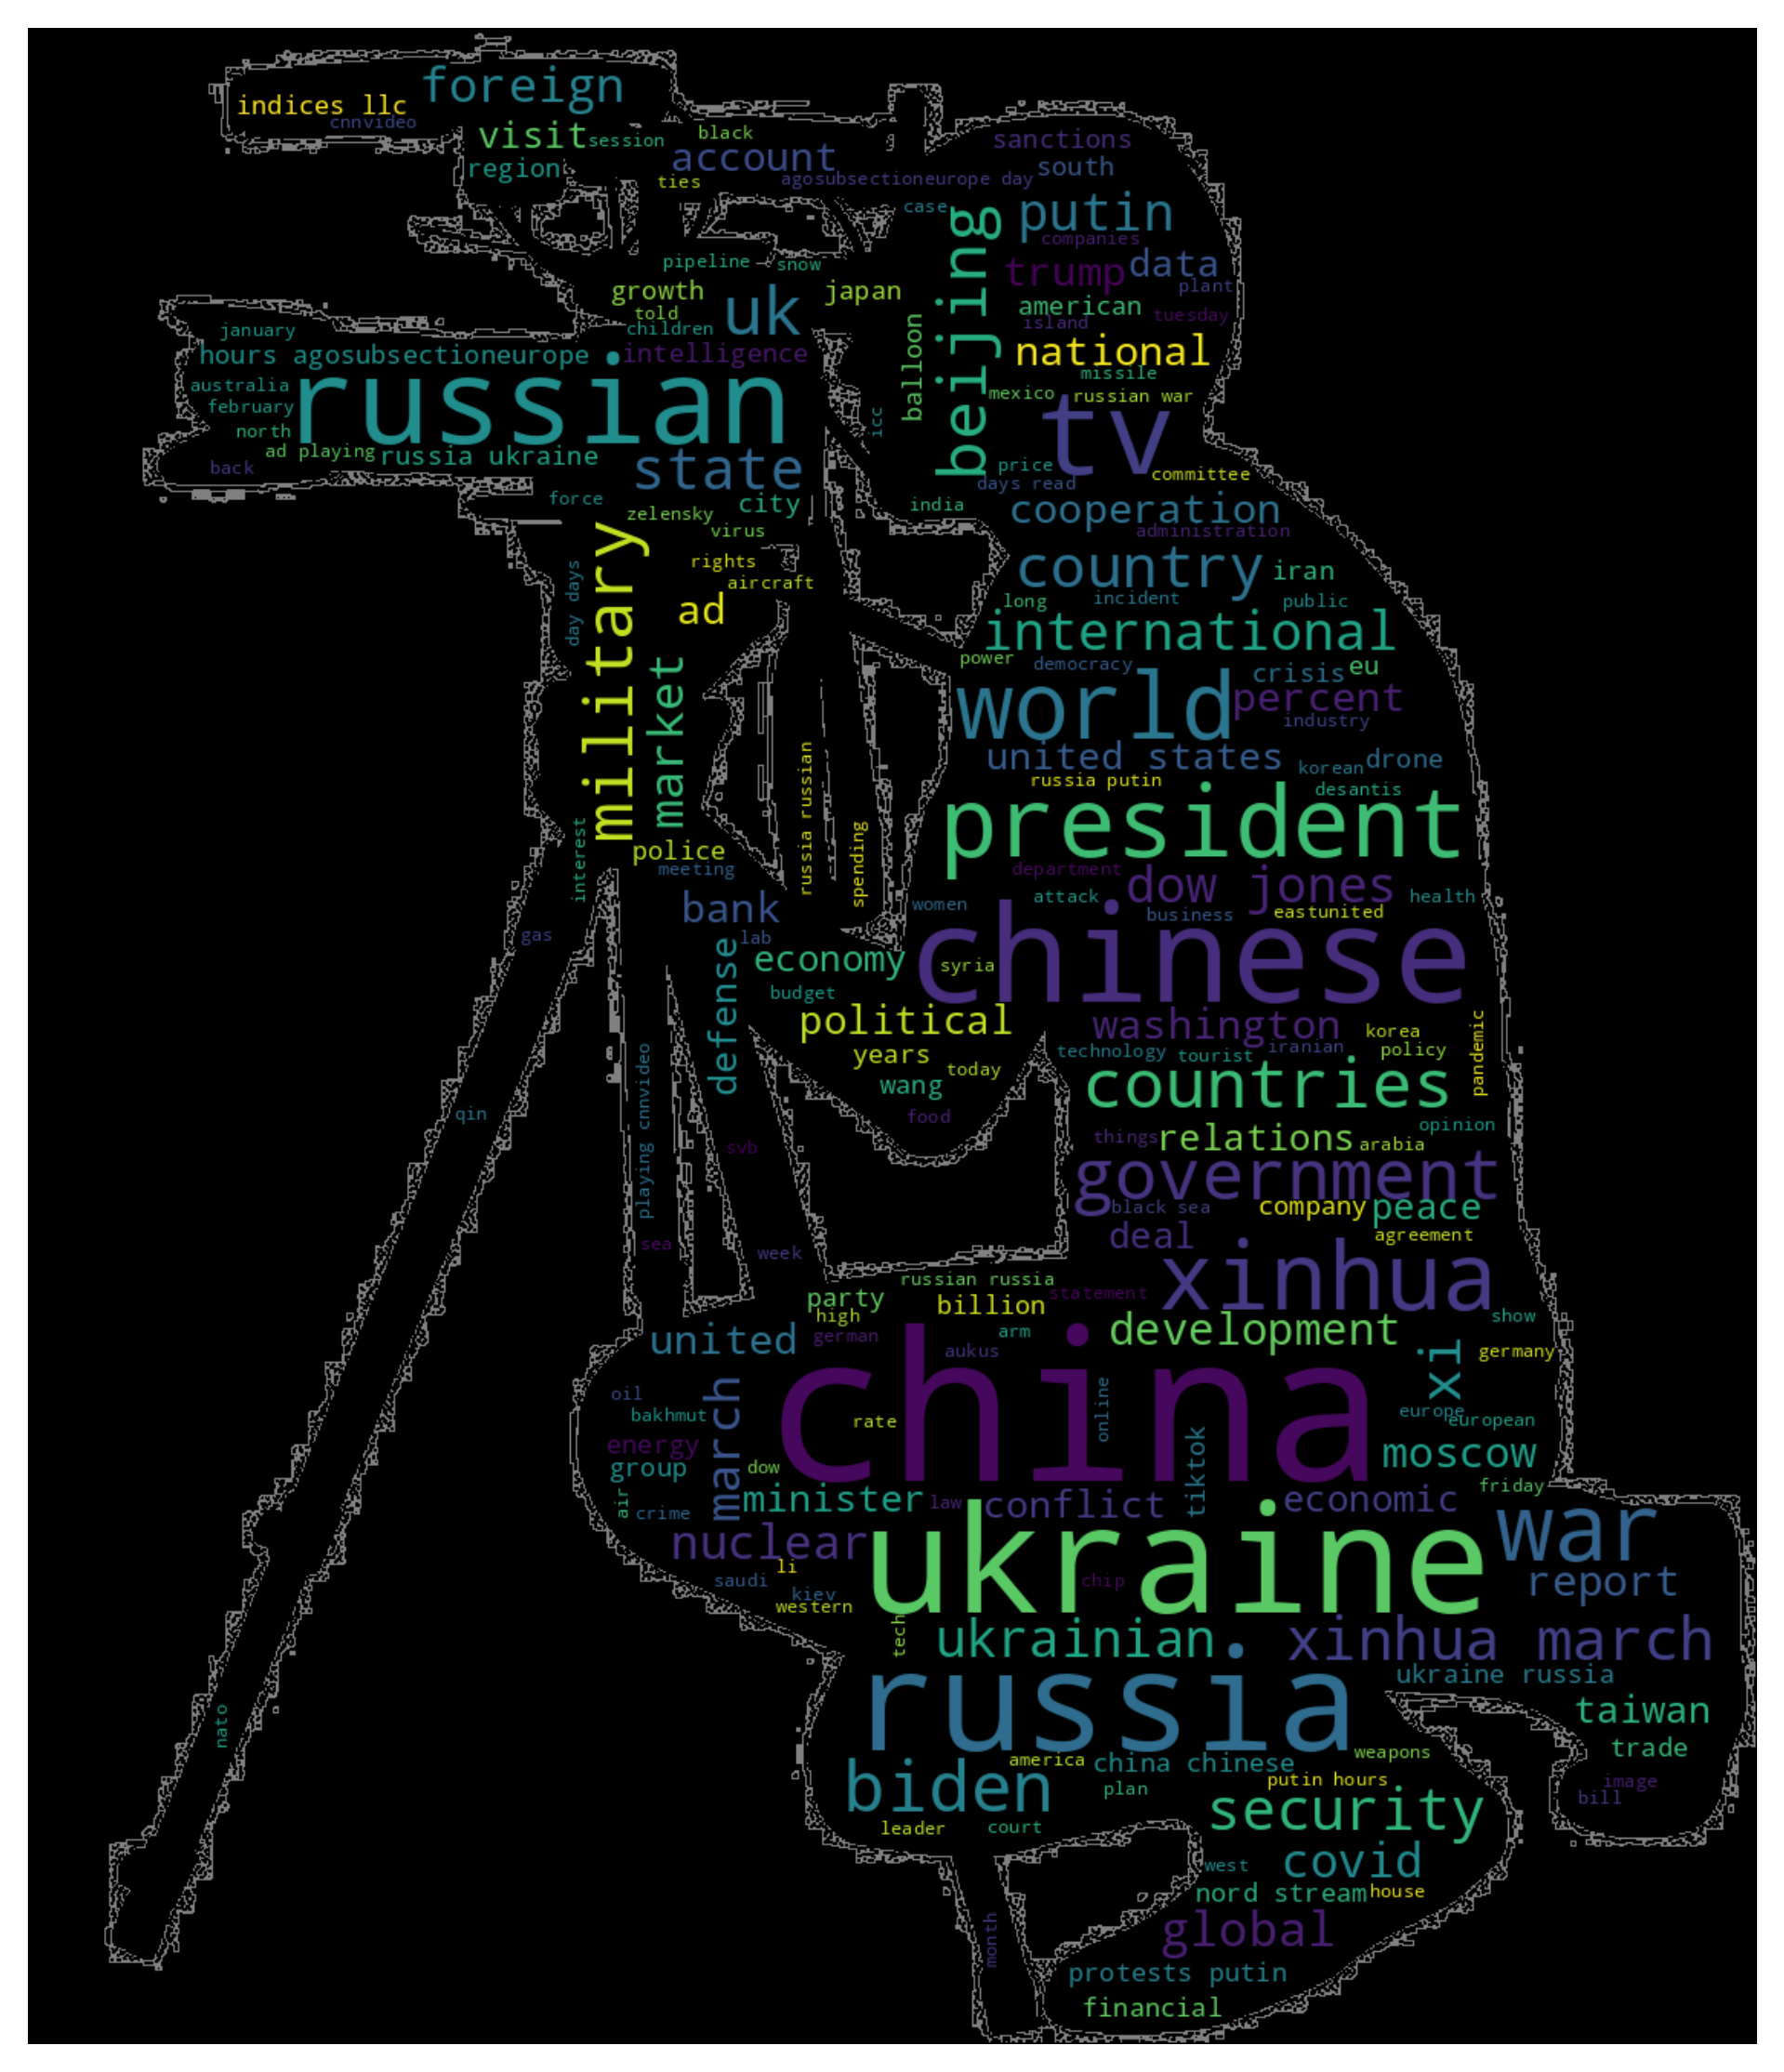 foreign
indices llc
cnnvideo
visit
session
black
account
sanctions
region
ties
agosubsectioneurope day
south
case
putin
companies
beijing
pipeline
snow
trump
data
growth
uk
japan
plant
told
children
american
island
tuesday
january
hours agosubsectioneurope
intelligence
balloon
national
missile
australia
russian
mexico
russian war
february
icc
tv
north
ad playing
russia ukraine
back
state
price
committee
days read
force
city
india
cooperation
zelensky
virus
administration
military
rights
country
iran
day days
aircraft
ad
long
incident
public
international
market
power
democracy
crisis
eu
world
percent
industry
united states
korean
drone
russia russian
russia putin
desantis
spending
president
interest
police
meeting
department
dow jones
bank
women
attack
business
eastunited
health
gas
lab
chinese
defense
economy
syria
budget
political
washington
korea
pandemic
years
technology
tourist
iranian
policy
today
wang
countries
qin
food
playing cnnvideo
svb
things
relations
arabia
opinion
government
black sea
company
peace
sea
week
deal
agreement
xinhua
russian russia
statement
party
billion
high
german
arm
development
show
united
aukus
xi
germany
china
oil
march
bakhmut
rate
online
europe
european
energy
tiktok
moscow
group
dow
air
crime
minister
law
conflict
economic
friday
nuclear
ukraine
war
li
saudi
kiev
chip
report
western
tech
ukrainian
xinhua march
russia
ukraine russia
nato
taiwan
america
china chinese
weapons
trade
biden
plan
putin hours
image
bill
leader
court
security
west
covid
nord stream
house
month
global
protests putin
financial